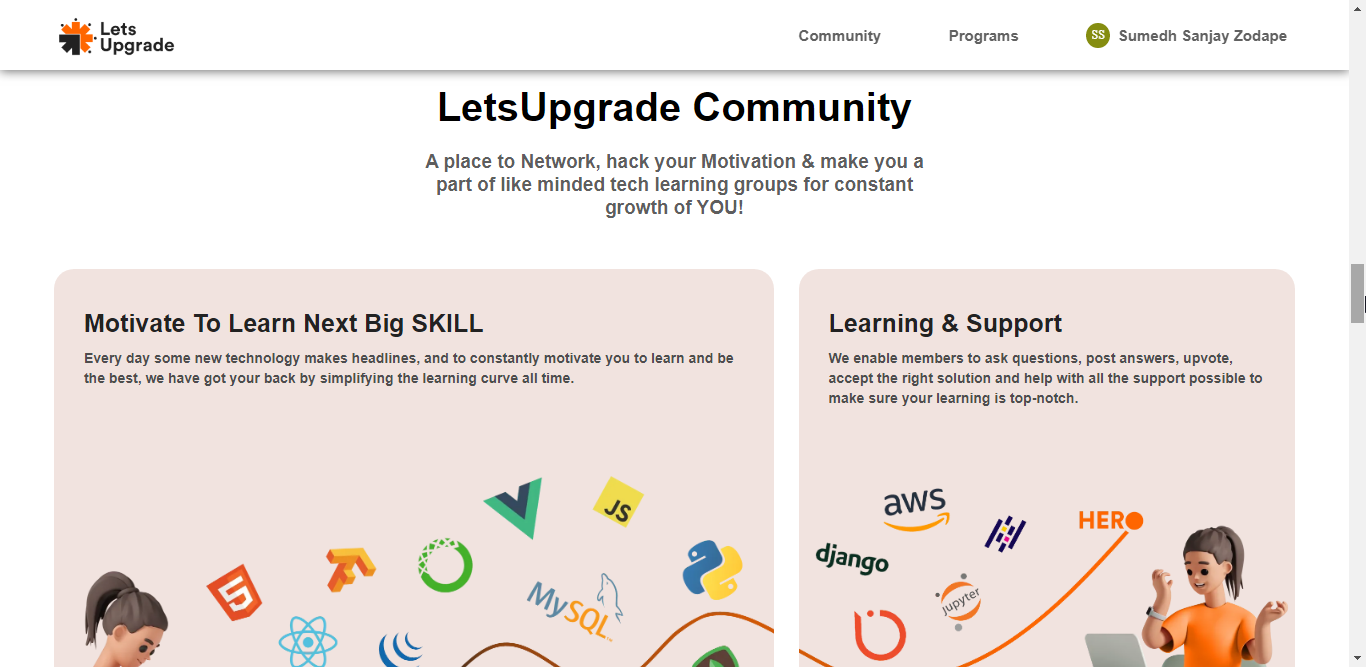 Lets
Upgrade
Community
Programs
SS
Sumedh Sanjay Zodape
LetsUpgrade Community
A place to Network, hack your Motivation & make you a
part of like minded tech learning groups for constant
growth of YOU!
Motivate To Learn Next Big SKILL
Every day some new technology makes headlines, and to constantly motivate you to learn and be
the best, we have got your back by simplifying the learning curve all time.
JS
5
MySQL
Learning & Support
We enable members to ask questions, post answers, upvote,
accept the right solution and help with all the support possible to
make sure your learning is top-notch.
aws
HERO
django
jupyter